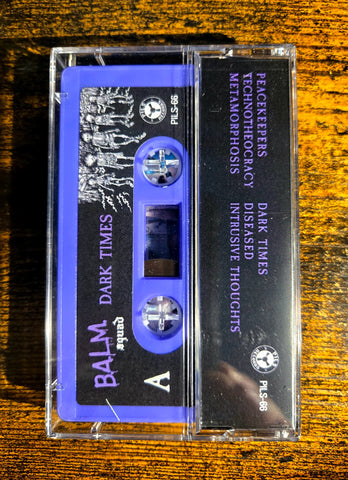 BALM
squad
DARK TIMES
A
PILS-66
PEACEKEEPERS
TECHNOTHEOCRACY
METAMORPHOSIS
DARK TIMES
DISEASED
INTRUSIVE THOUGHTS
PILS-66